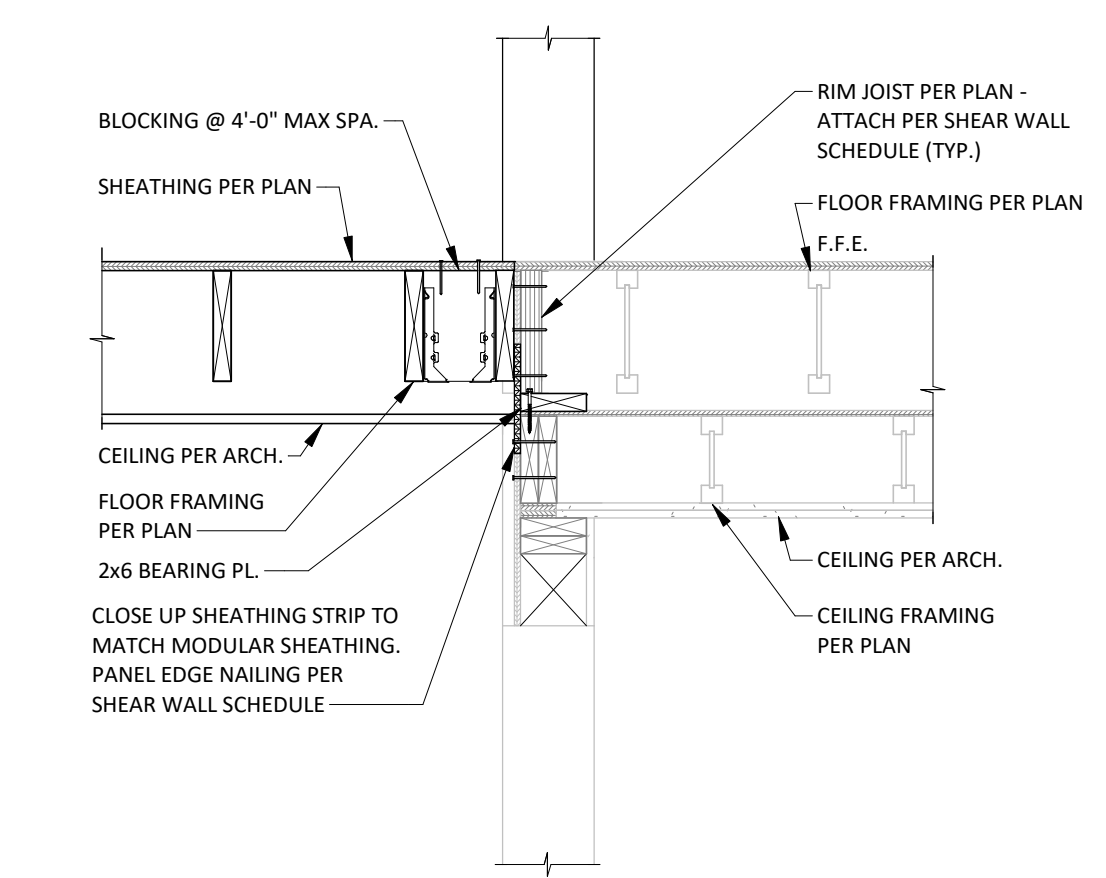 BLOCKING @ 4'-0" MAX SPA.
SHEATHING PER PLAN
RIM JOIST PER PLAN -
ATTACH PER SHEAR WALL
SCHEDULE (TYP.)
FLOOR FRAMING PER PLAN
F.F.E.
CEILING PER ARCH.
FLOOR FRAMING
PER PLAN
2x6 BEARING PL.
CLOSE UP SHEATHING STRIP TO
MATCH MODULAR SHEATHING.
PANEL EDGE NAILING PER
SHEAR WALL SCHEDULE
CEILING PER ARCH.
CEILING FRAMING
PER PLAN